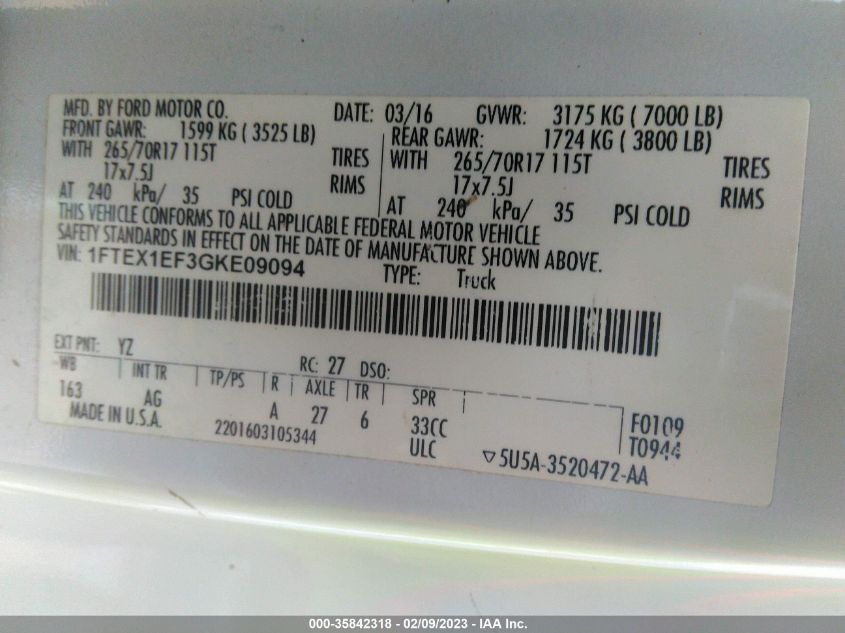 MFD. BY FORD MOTOR CO. DATE: 03/16 GVWR: 3175 KG ( 7000 LB)
FRONT GAWR: 1599 KG ( 3525 LB) REAR GAWR: 1724 KG ( 3800 LB)
WITH 265/70R17 115T TIRES WITH 265/70R17 115T TIRES
17x7.5J RIMS 17x7.5J RIMS
AT 240 kPa/ 35 PSI COLD AT 240 kPa/ 35 PSI COLD
THIS VEHICLE CONFORMS TO ALL APPLICABLE FEDERAL MOTOR VEHICLE
SAFETY STANDARDS IN EFFECT ON THE DATE OF MANUFACTURE SHOWN ABOVE.
VIN: 1FTEX1EF3GKE09094 TYPE: Truck
EXT PNT: YZ RC: 27 DSO:
WB INT TR TP/PS R AXLE TR SPR
163 AG A 27 6 33CC F0109
MADE IN U.S.A. 2201603105344 ULC T0944
5U5A-3520472-AA
000-35842318 - 02/09/2023 - IAA Inc.